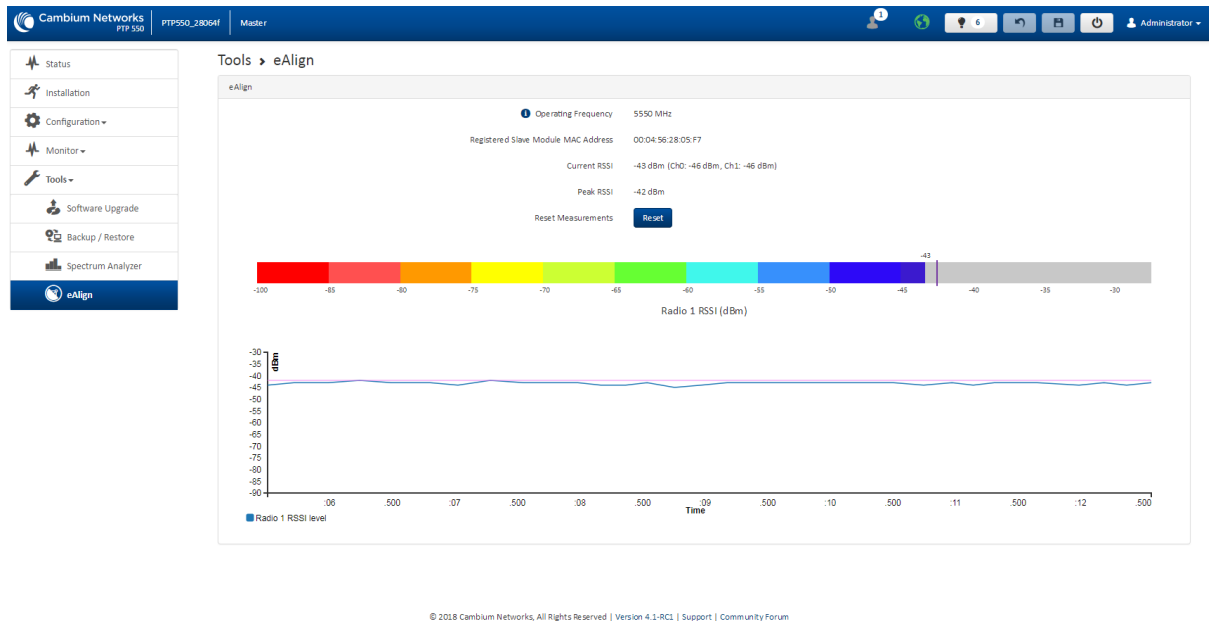 Cambium Networks
PTP 550
PTP550_28064f
Master
1
6
Administrator
Status
Installation
Configuration
Monitor
Tools
Software Upgrade
Backup / Restore
Spectrum Analyzer
eAlign
Tools > eAlign
eAlign
Operating Frequency 5550 MHz
Registered Slave Module MAC Address 00:04:56:28:05:F7
Current RSSI -43 dBm (Ch0: -46 dBm, Ch1: -46 dBm)
Peak RSSI -42 dBm
Reset Measurements Reset
-43
-100 -85 -80 -75 -70 -65 -60 -55 -50 -45 -40 -35 -30
Radio 1 RSSI (dBm)
dBm
-30
-35
-40
-45
-50
-55
-60
-65
-70
-75
-80
-85
-90
:06 .500 :07 .500 :08 .500 :09 .500 :10 .500 :11 .500 :12 .500
Time
Radio 1 RSSI level
© 2018 Cambium Networks, All Rights Reserved | Version 4.1-RC1 | Support | Community Forum